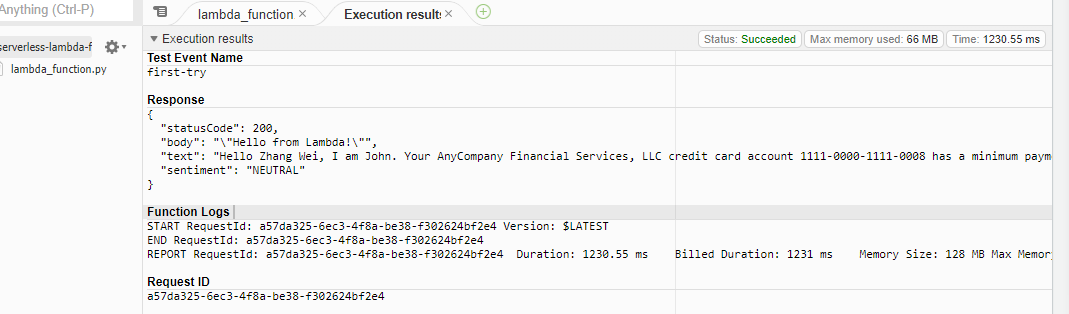 Anything (Ctrl-P)
lambda_function ×
Execution results ×
serverless-lambda-f
lambda_function.py
Execution results
Status: Succeeded
Max memory used: 66 MB
Time: 1230.55 ms
Test Event Name
first-try
Response
{
"statusCode": 200,
"body": "\"Hello from Lambda!\"",
"text": "Hello Zhang Wei, I am John. Your AnyCompany Financial Services, LLC credit card account 1111-0000-1111-0008 has a minimum paym
"sentiment": "NEUTRAL"
}
Function Logs
START RequestId: a57da325-6ec3-4f8a-be38-f302624bf2e4 Version: $LATEST
END RequestId: a57da325-6ec3-4f8a-be38-f302624bf2e4
REPORT RequestId: a57da325-6ec3-4f8a-be38-f302624bf2e4 Duration: 1230.55 ms Billed Duration: 1231 ms Memory Size: 128 MB Max Memor
Request ID
a57da325-6ec3-4f8a-be38-f302624bf2e4